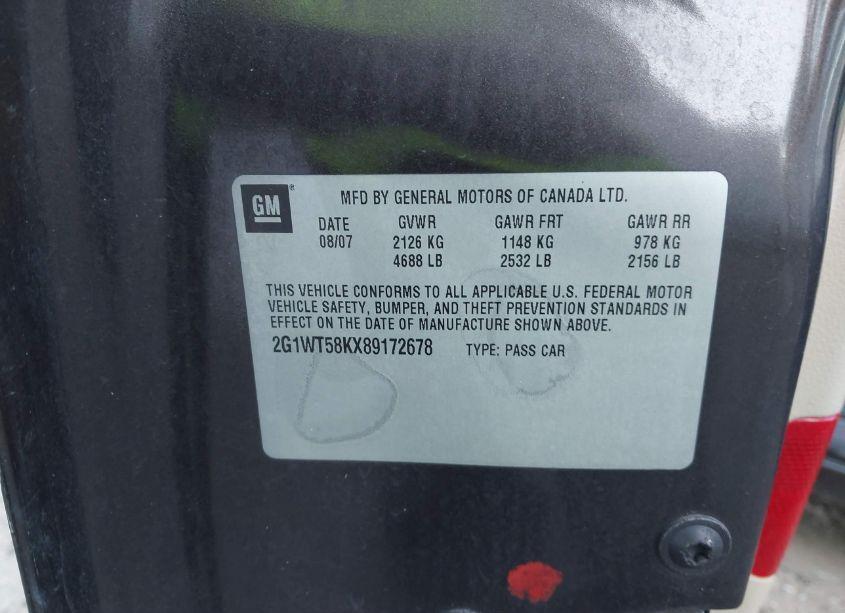 GM ® MFD BY GENERAL MOTORS OF CANADA LTD.
DATE GVWR GAWR FRT GAWR RR
08/07 2126 KG 1148 KG 978 KG
4688 LB 2532 LB 2156 LB
THIS VEHICLE CONFORMS TO ALL APPLICABLE U.S. FEDERAL MOTOR
VEHICLE SAFETY, BUMPER, AND THEFT PREVENTION STANDARDS IN
EFFECT ON THE DATE OF MANUFACTURE SHOWN ABOVE.
2G1WT58KX89172678 TYPE: PASS CAR